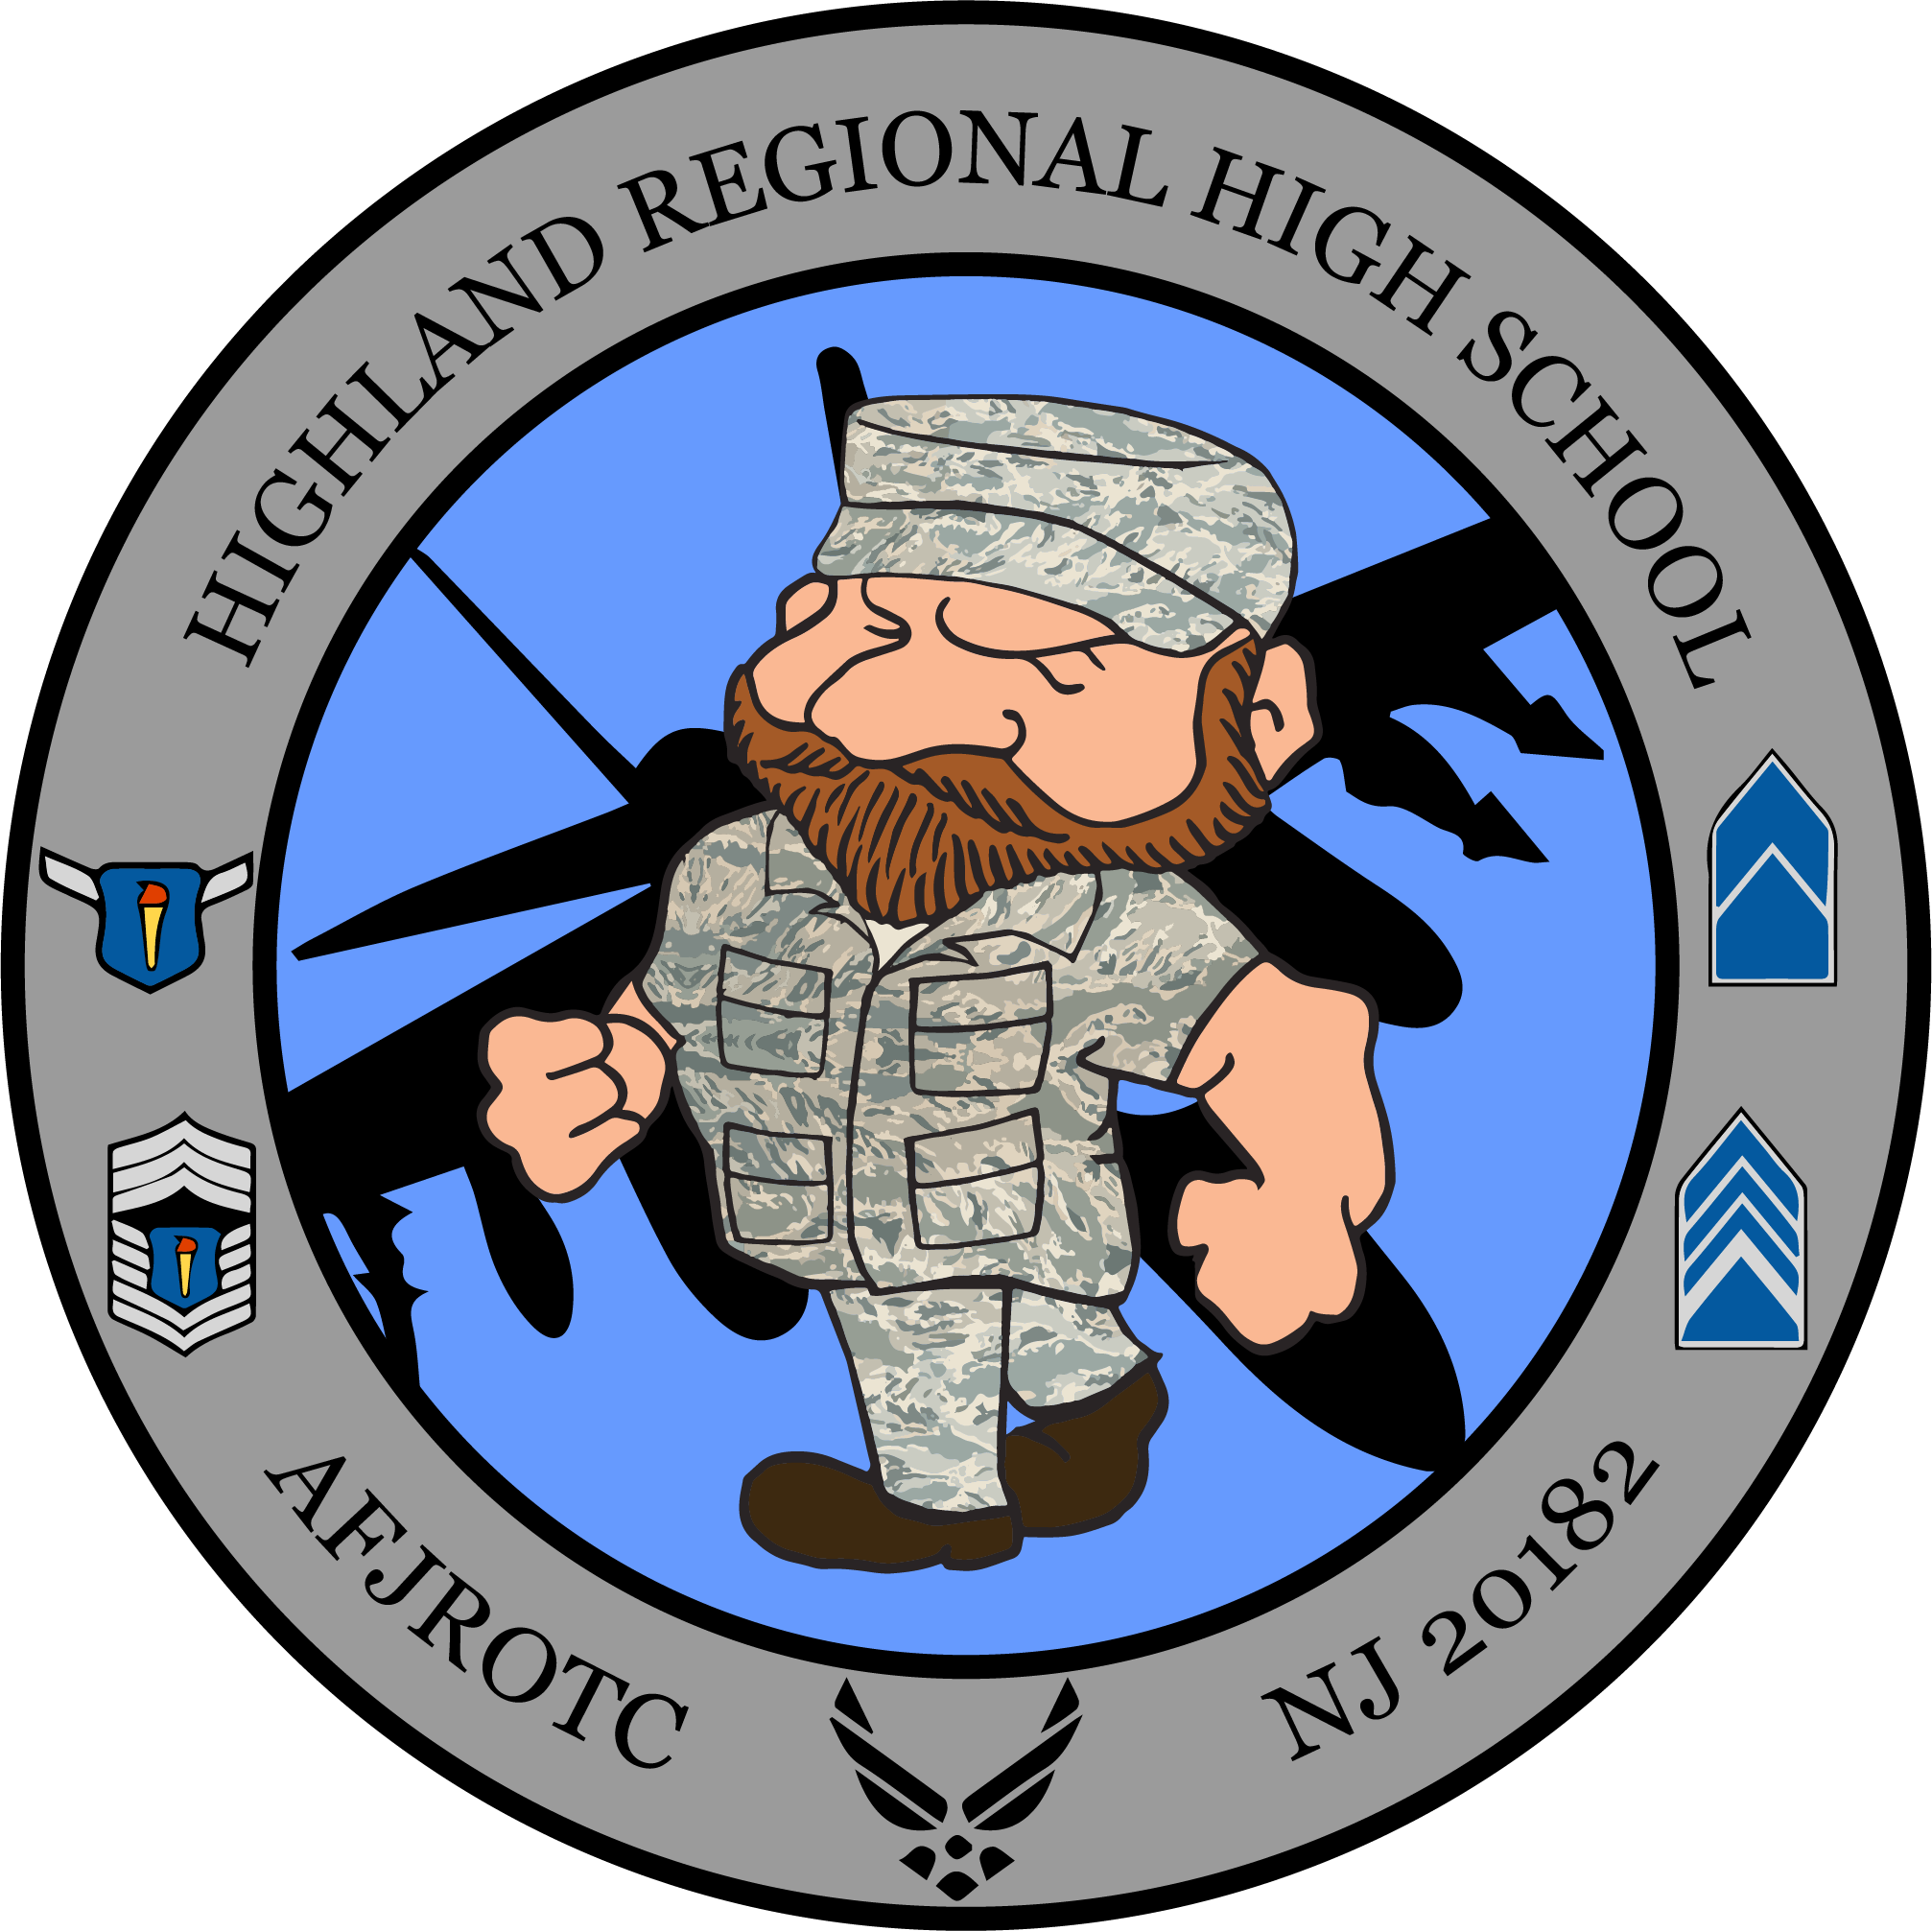 HIGHLAND REGIONAL HIGH SCHOOL
AFJROTC
NJ 20182